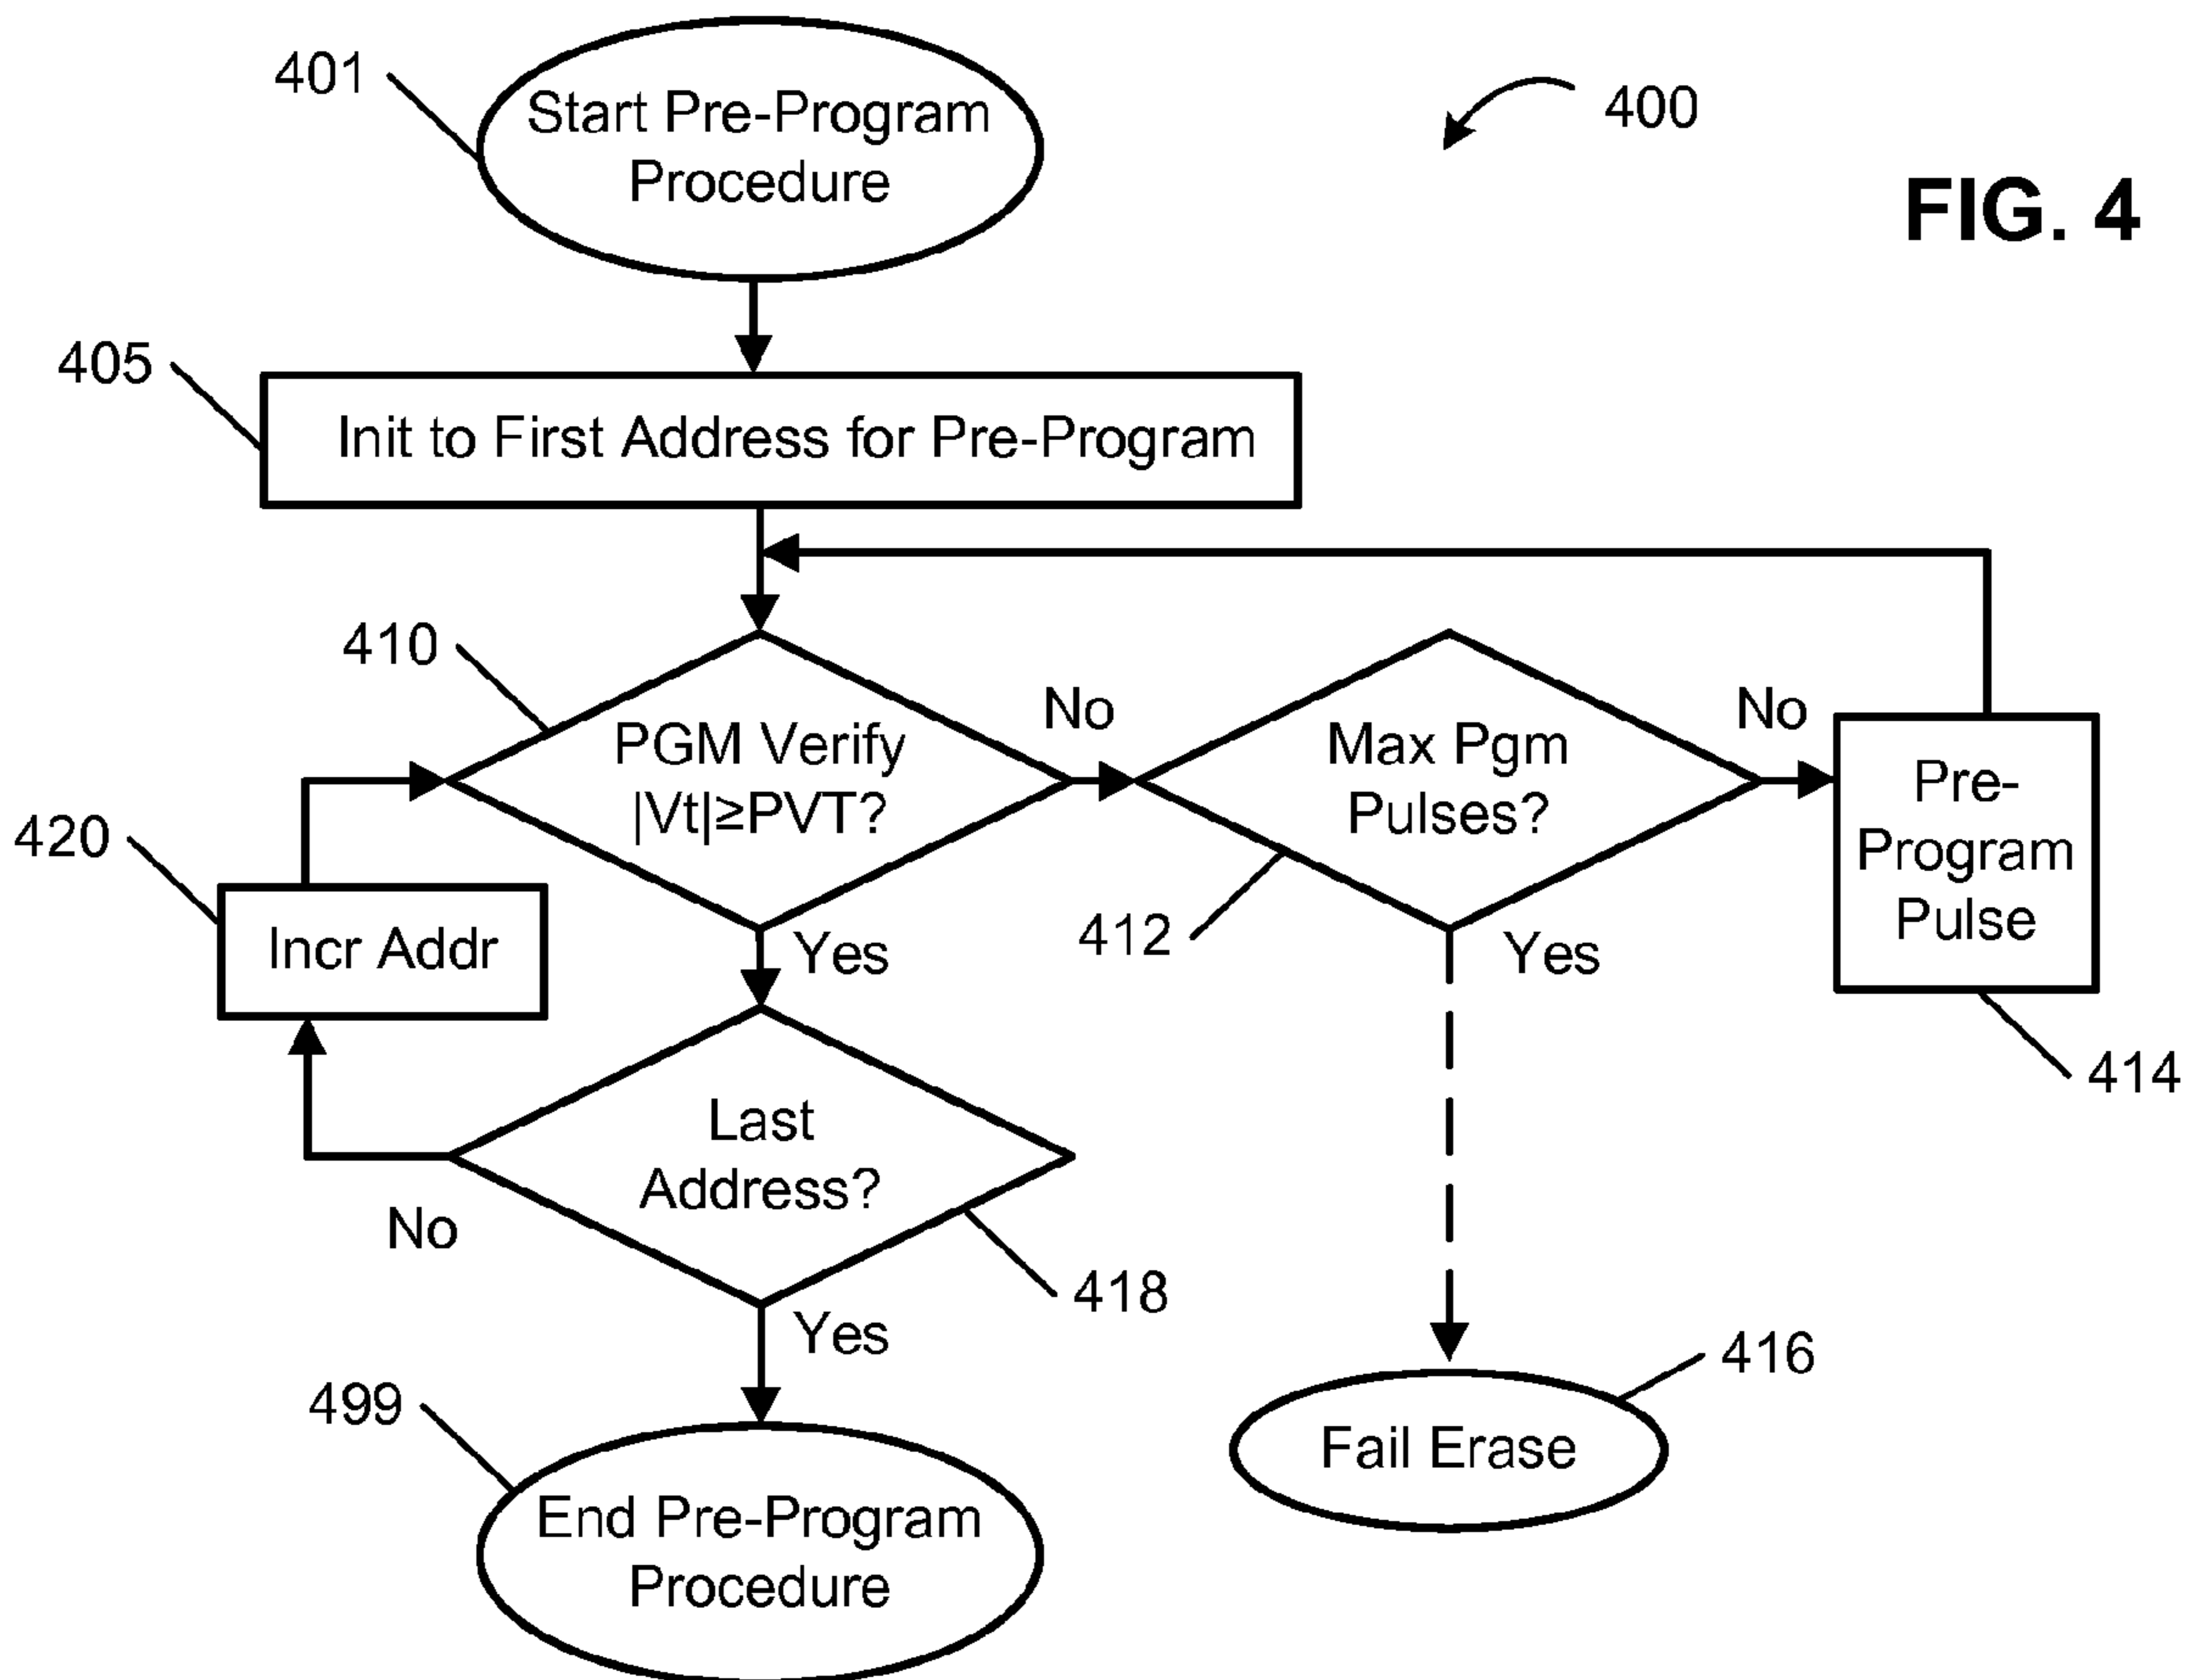 401
Start Pre-Program
Procedure
400
FIG. 4
405
Init to First Address for Pre-Program
410
PGM Verify
|Vt|≥PVT?
No
Max Pgm
Pulses?
No
Pre-
Program
Pulse
420
Incr Addr
Yes
412
Yes
414
Last
Address?
No
418
Yes
416
499
Fail Erase
End Pre-Program
Procedure